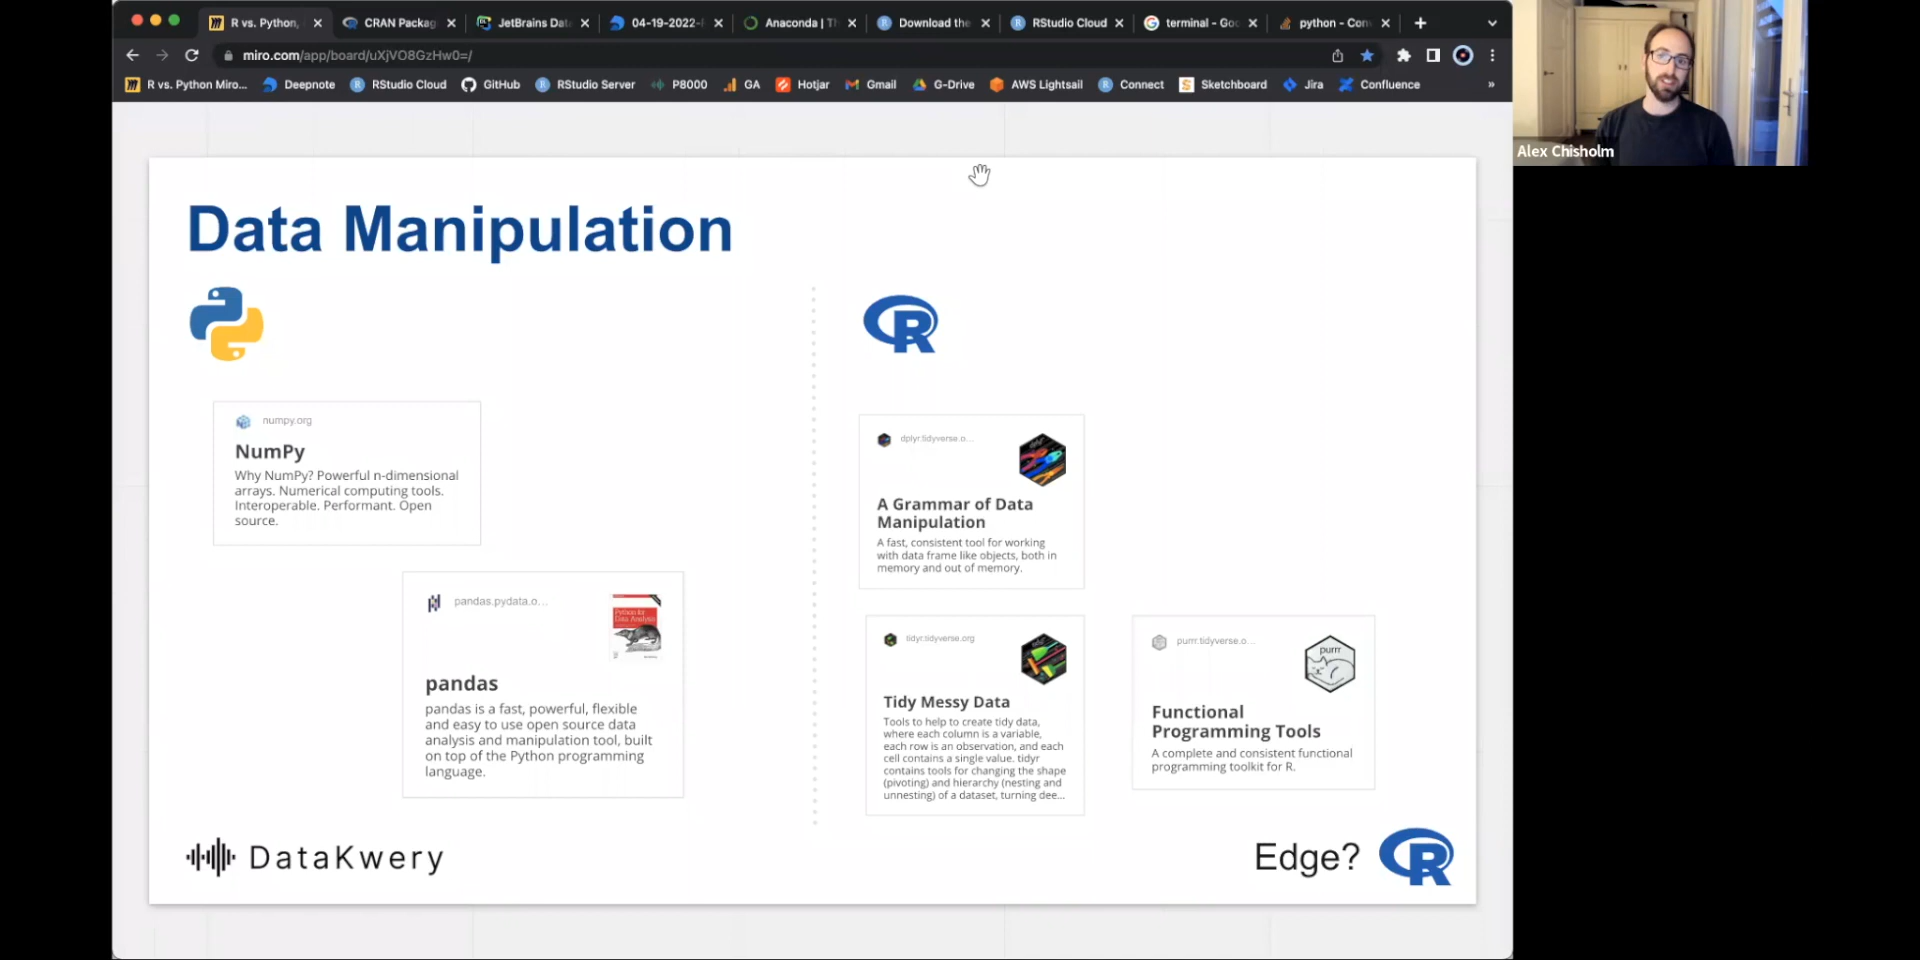 R vs. Python,
CRAN Packag
JetBrains Dat
04-19-2022-
Anaconda | Th
Download the
RStudio Cloud
terminal - Goo
python - Con
miro.com/app/board/uXjVO8GzHw0=/
R vs. Python Miro...
Deepnote
RStudio Cloud
GitHub
RStudio Server
P8000
GA
Hotjar
Gmail
G-Drive
AWS Lightsail
Connect
Sketchboard
Jira
Confluence
»
Alex Chisholm
Data Manipulation
numpy.org
NumPy
Why NumPy? Powerful n-dimensional
arrays. Numerical computing tools.
Interoperable. Performant. Open
source.
pandas.pydata.o...
Python for
Data Analysis
pandas
pandas is a fast, powerful, flexible
and easy to use open source data
analysis and manipulation tool, built
on top of the Python programming
language.
R
dplyr.tidyverse.o...
dplyr
A Grammar of Data
Manipulation
A fast, consistent tool for working
with data frame like objects, both in
memory and out of memory.
tidyr.tidyverse.org
tidyr
Tidy Messy Data
Tools to help to create tidy data,
where each column is a variable,
each row is an observation, and each
cell contains a single value. tidyr
contains tools for changing the shape
(pivoting) and hierarchy (nesting and
unnesting) of a dataset, turning dee...
purrr.tidyverse.o...
purrr
Functional
Programming Tools
A complete and consistent functional
programming toolkit for R.
DataKwery
Edge?
R